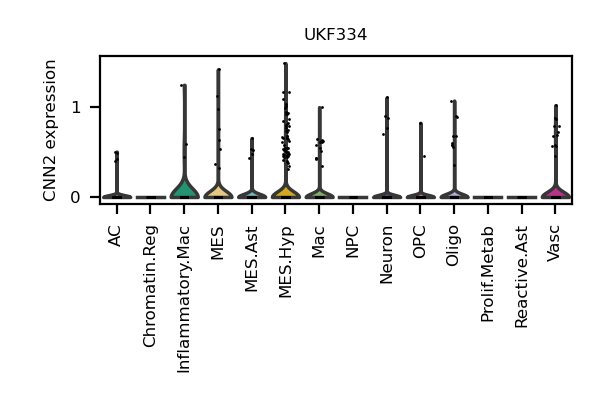 UKF334
CNN2 expression
1
0
AC
Chromatin.Reg
Inflammatory.Mac
MES
MES.Ast
MES.Hyp
Mac
NPC
Neuron
OPC
Oligo
Prolif.Metab
Reactive.Ast
Vasc